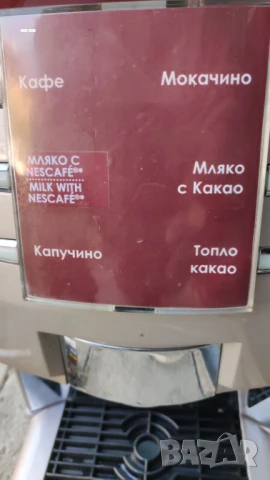 Кафе
Мокачино
МЛЯКО С
NESCAFÉ®*
MILK WITH
NESCAFÉ®*
Мляко
с Какао
Капучино
Топло
какао
BAZAR